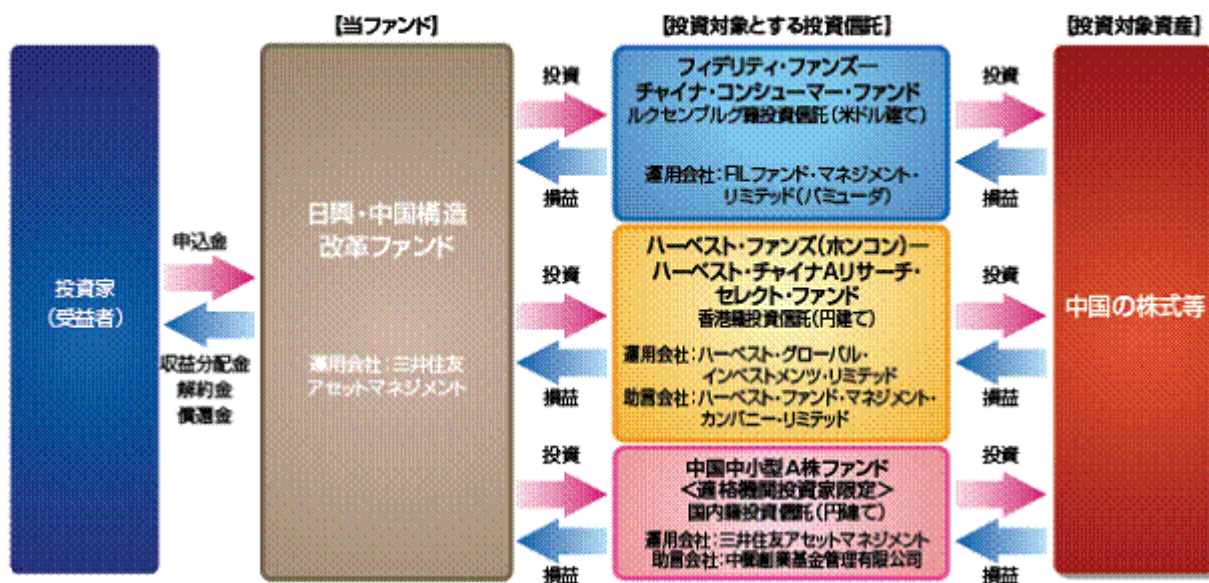 【当ファンド】
【投資対象とする投資信託】
【投資対象資産】
投資家
(受益者)
申込金
収益分配金
解約金
償還金
日興・中国構造
改革ファンド
運用会社:三井住友
アセットマネジメント
投資
損益
投資
損益
投資
損益
フィデリティ・ファンズ―
チャイナ・コンシューマー・ファンド
ルクセンブルグ籍投資信託(米ドル建て)
運用会社:FILファンド・マネジメント・
リミテッド(バミューダ)
ハーベスト・ファンズ(ホンコン)―
ハーベスト・チャイナAリサーチ・
セレクト・ファンド
香港籍投資信託(円建て)
運用会社:ハーベスト・グローバル・
インベストメンツ・リミテッド
助言会社:ハーベスト・ファンド・マネジメント・
カンパニー・リミテッド
中国中小型A株ファンド
<適格機関投資家限定>
国内籍投資信託(円建て)
運用会社:三井住友アセットマネジメント
助言会社:中郵創業基金管理有限公司
投資
損益
投資
損益
投資
損益
中国の株式等